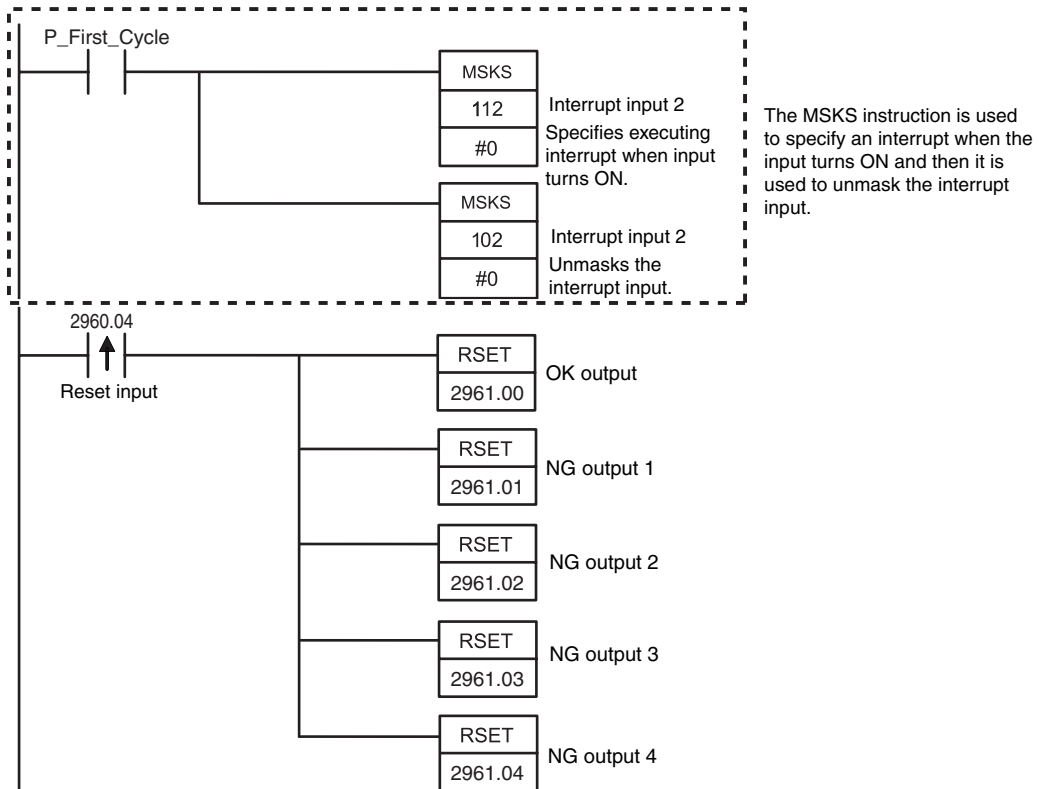 P_First_Cycle
MSKS
112
#0
Interrupt input 2
Specifies executing
interrupt when input
turns ON.
The MSKS instruction is used
to specify an interrupt when the
input turns ON and then it is
used to unmask the interrupt
input.
MSKS
102
#0
Interrupt input 2
Unmasks the
interrupt input.
2960.04
Reset input
RSET
2961.00
OK output
RSET
2961.01
NG output 1
RSET
2961.02
NG output 2
RSET
2961.03
NG output 3
RSET
2961.04
NG output 4